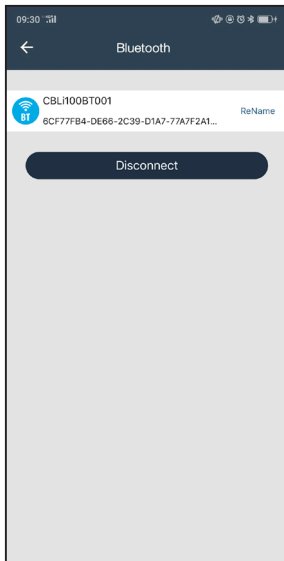 09:30
Bluetooth
CBLi100BT001
ReName
BT
6CF77FB4-DE66-2C39-D1A7-77A7F2A1...
Disconnect